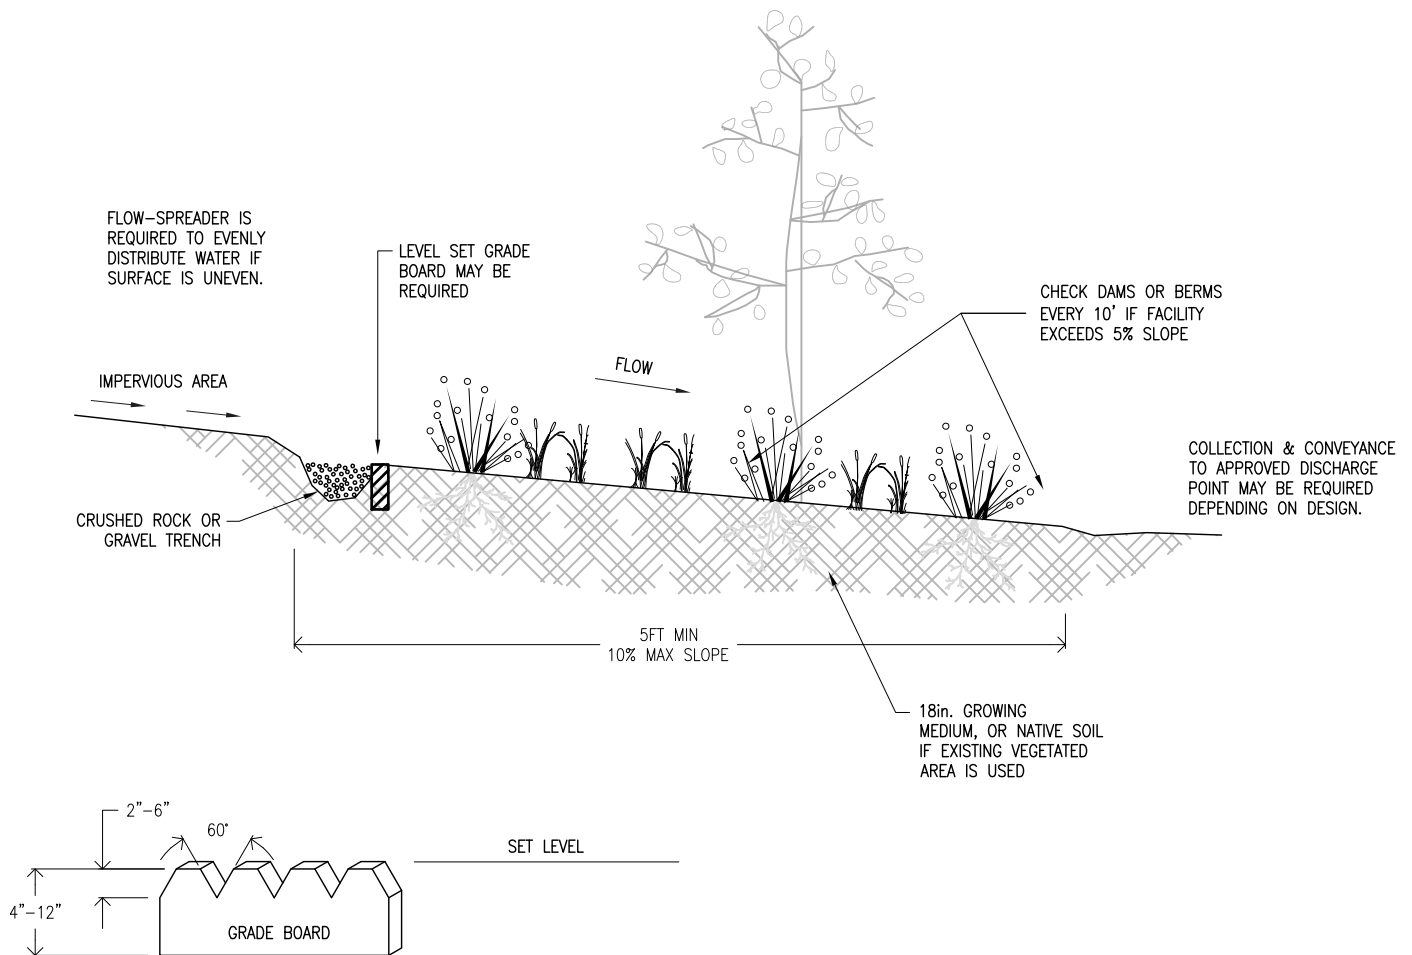 FLOW-SPREADER IS
REQUIRED TO EVENLY
DISTRIBUTE WATER IF
SURFACE IS UNEVEN.
LEVEL SET GRADE
BOARD MAY BE
REQUIRED
CHECK DAMS OR BERMS
EVERY 10' IF FACILITY
EXCEEDS 5% SLOPE
FLOW
IMPERVIOUS AREA
COLLECTION & CONVEYANCE
TO APPROVED DISCHARGE
POINT MAY BE REQUIRED
DEPENDING ON DESIGN.
CRUSHED ROCK OR
GRAVEL TRENCH
5FT MIN
10% MAX SLOPE
18in. GROWING
MEDIUM, OR NATIVE SOIL
IF EXISTING VEGETATED
AREA IS USED
2"-6"
60°
SET LEVEL
4"-12"
GRADE BOARD